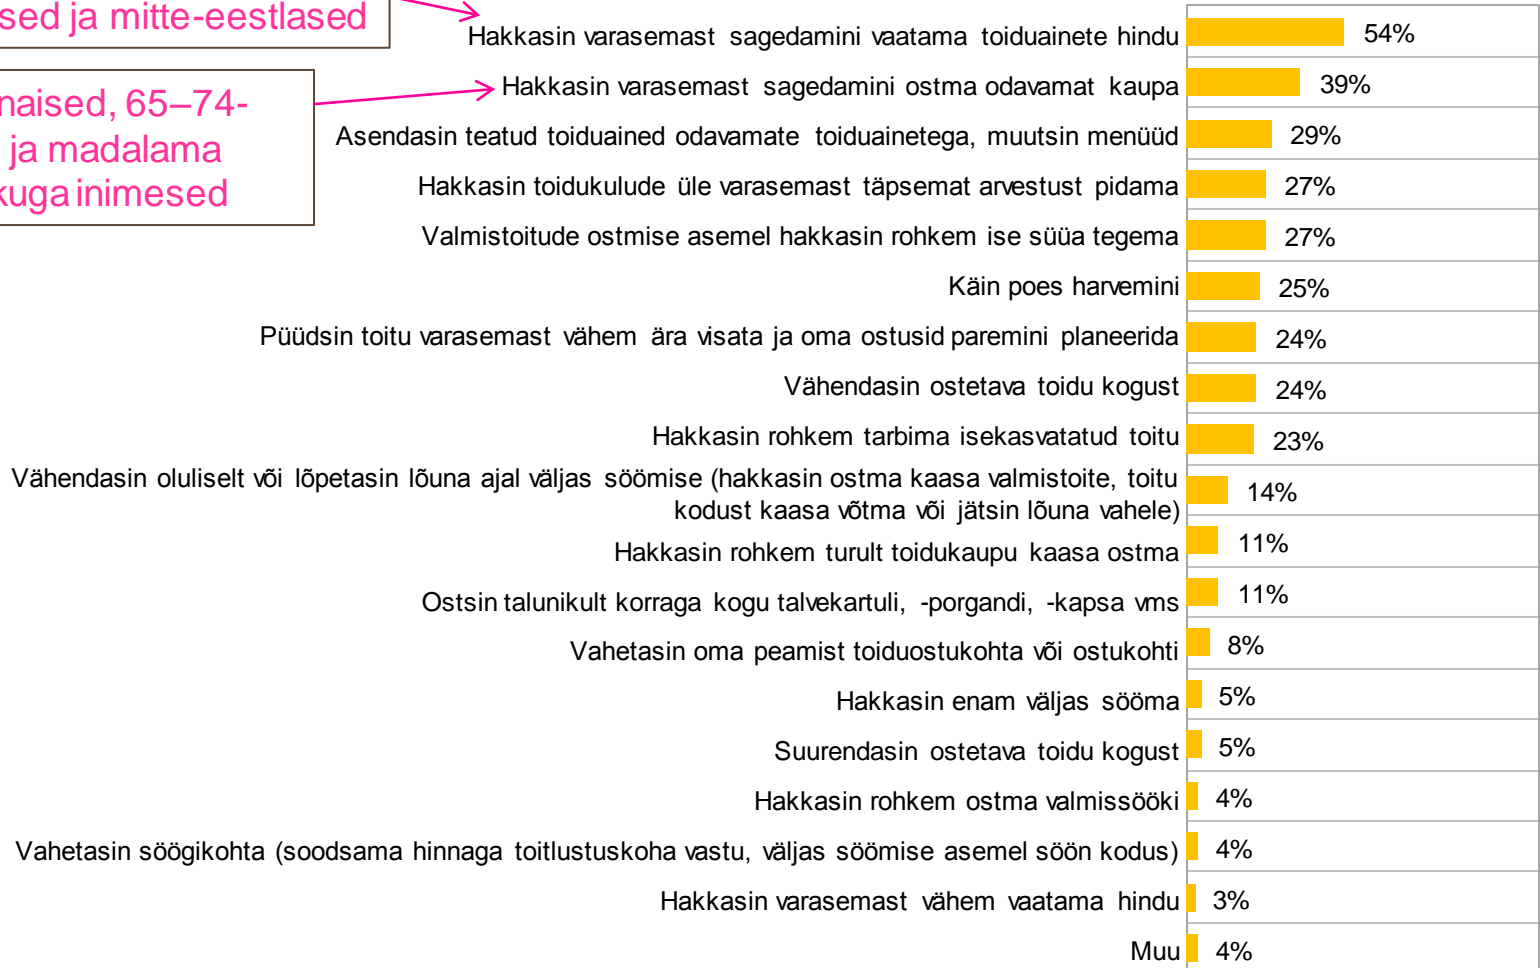 sed ja mitte-eestlased
Hakkasin varasemast sagedamini vaatama toiduainete hindu 54%
naised, 65–74-
ja madalama
kuga inimesed
Hakkasin varasemast sagedamini ostma odavamat kaupa 39%
Asendasin teatud toiduained odavamate toiduainetega, muutsin menüüd 29%
Hakkasin toidukulude üle varasemast täpsemat arvestust pidama 27%
Valmistoitude ostmise asemel hakkasin rohkem ise süüa tegema 27%
Käin poes harvemini 25%
Püüdsin toitu varasemast vähem ära visata ja oma ostusid paremini planeerida 24%
Vähendasin ostetava toidu kogust 24%
Hakkasin rohkem tarbima isekasvatatud toitu 23%
Vähendasin oluliselt või lõpetasin lõuna ajal väljas söömise (hakkasin ostma kaasa valmistoite, toitu
kodust kaasa võtma või jätsin lõuna vahele) 14%
Hakkasin rohkem turult toidukaupu kaasa ostma 11%
Ostsin talunikult korraga kogu talvekartuli, -porgandi, -kapsa vms 11%
Vahetasin oma peamist toiduostukohta või ostukohti 8%
Hakkasin enam väljas sööma 5%
Suurendasin ostetava toidu kogust 5%
Hakkasin rohkem ostma valmissööki 4%
Vahetasin söögikohta (soodsama hinnaga toitlustuskoha vastu, väljas söömise asemel söön kodus) 4%
Hakkasin varasemast vähem vaatama hindu 3%
Muu 4%